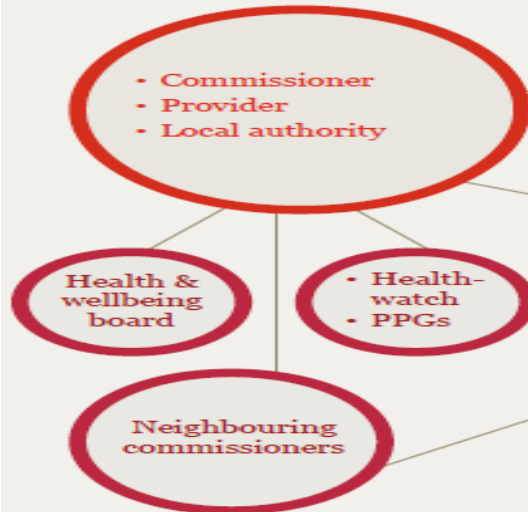 • Commissioner
• Provider
• Local authority
Health &
wellbeing
board
• Health-
watch
• PPGs
Neighbouring
commissioners